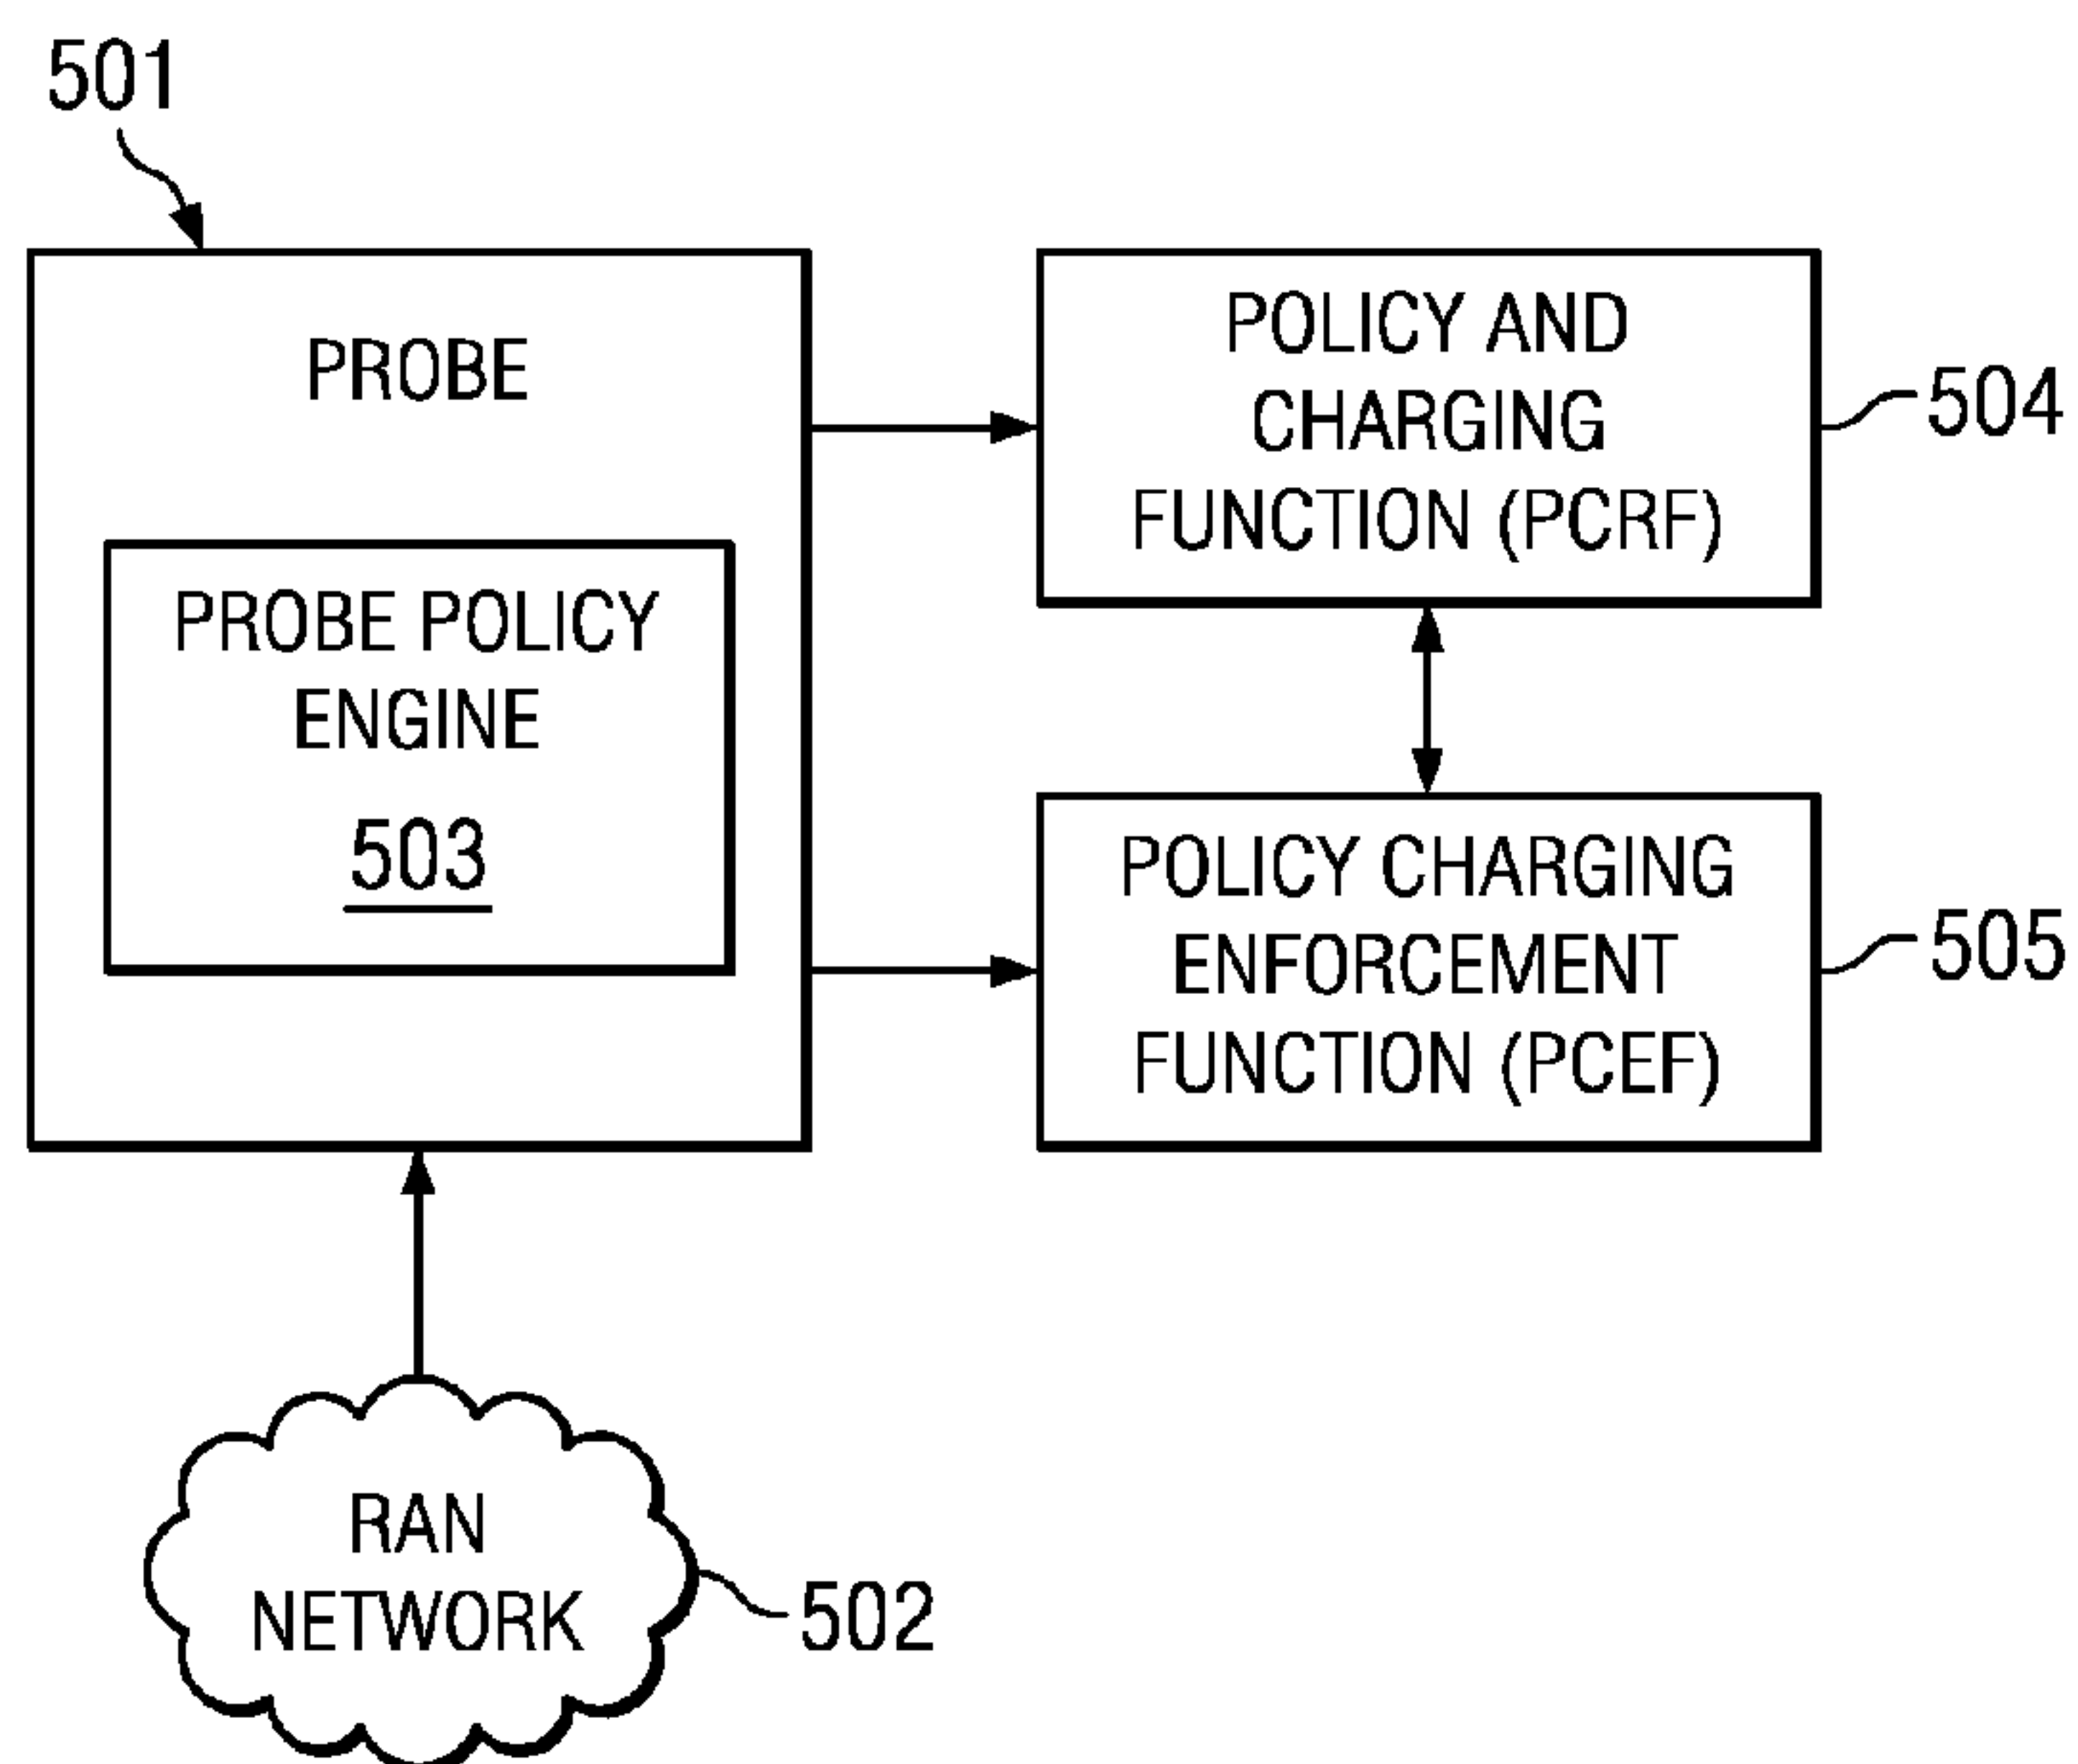 501
PROBE
PROBE POLICY
ENGINE
503
POLICY AND
CHARGING
FUNCTION (PCRF)
504
POLICY CHARGING
ENFORCEMENT
FUNCTION (PCEF)
505
RAN
NETWORK
502